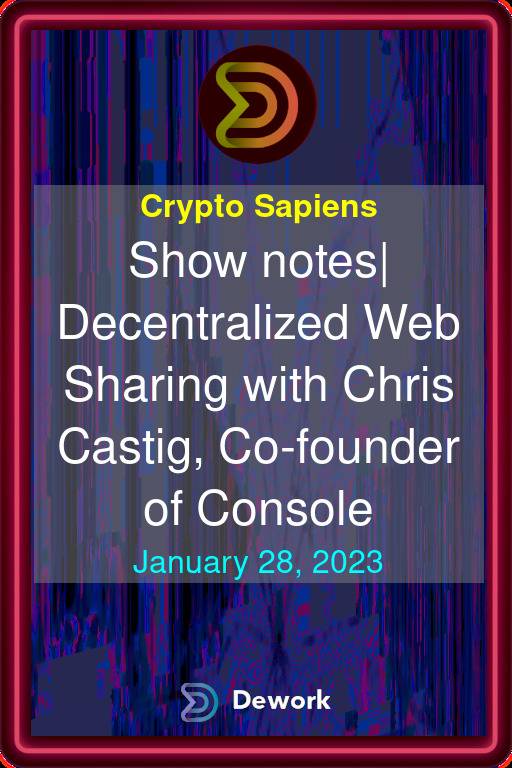 Crypto Sapiens
Show notes|
Decentralized Web
Sharing with Chris
Castig, Co-founder
of Console
January 28, 2023
Dework